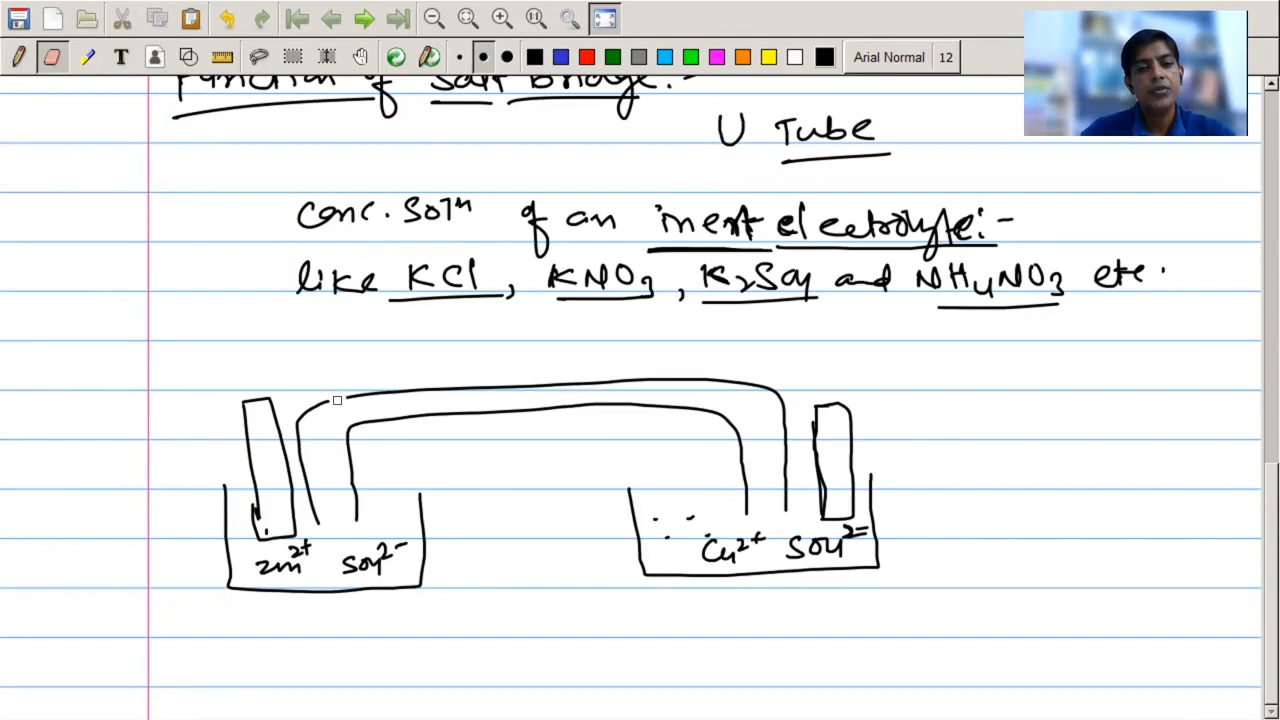 Arial Normal 12
Function of Salt Bridge:-
U Tube
Conc. Solⁿ of an inert electrolyte:-
like KCl, KNO₃, K₂SO₄ and NH₄NO₃ etc.
Zn²⁺ SO₄²⁻ Cu²⁺ SO₄²⁻